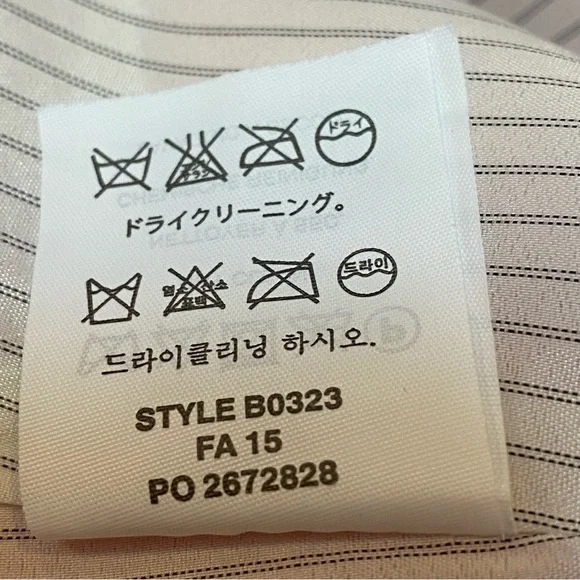 ドライ
ドライクリーニング。
드라이
드라이클리닝 하시오.
STYLE B0323
FA 15
PO 2672828